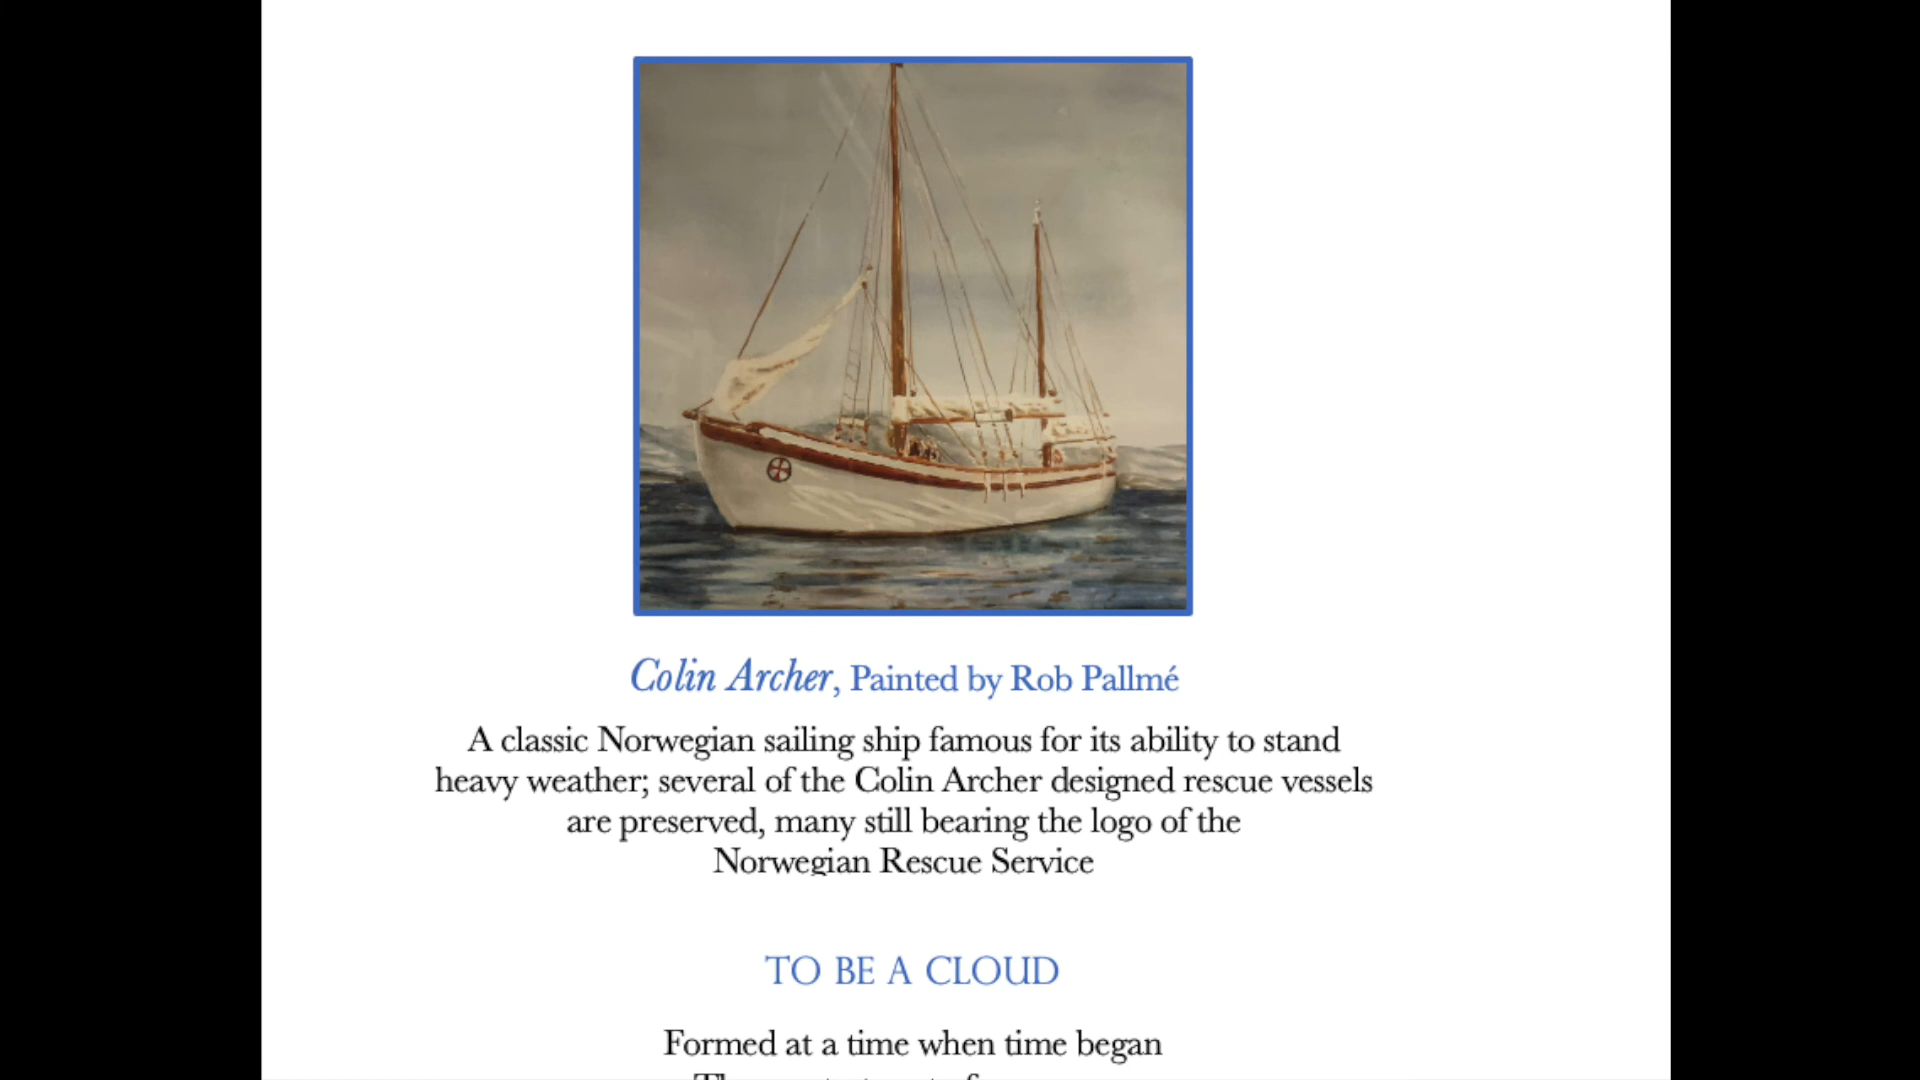 Colin Archer, Painted by Rob Pallmé
A classic Norwegian sailing ship famous for its ability to stand
heavy weather; several of the Colin Archer designed rescue vessels
are preserved, many still bearing the logo of the
Norwegian Rescue Service
TO BE A CLOUD
Formed at a time when time began